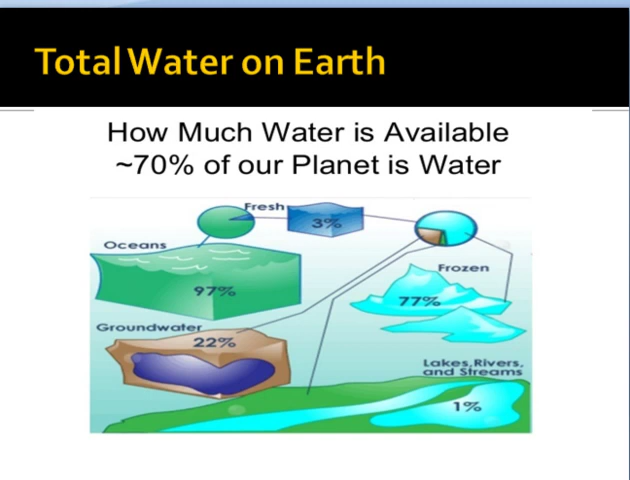 Total Water on Earth
How Much Water is Available
~70% of our Planet is Water
Fresh
3%
Oceans
97%
Frozen
77%
Groundwater
22%
Lakes,Rivers,
and Streams
1%